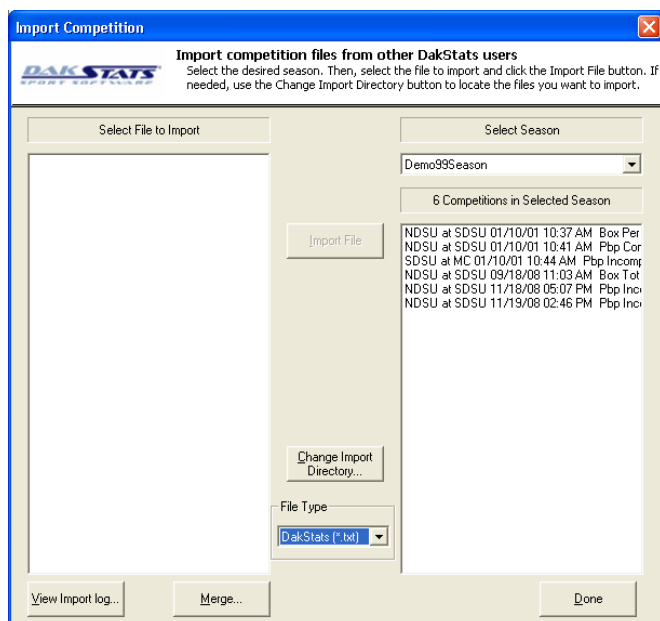 Import Competition
Import competition files from other DakStats users
DAKSTATS
SPORT SOFTWARE
Select the desired season. Then, select the file to import and click the Import File button. If
needed, use the Change Import Directory button to locate the files you want to import.
Select File to Import
Select Season
Demo99Season
6 Competitions in Selected Season
Import File
NDSU at SDSU 01/10/01 10:37 AM Box Per
NDSU at SDSU 01/10/01 10:41 AM Pbp Cor
SDSU at MC 01/10/01 10:44 AM Pbp Incomp
NDSU at SDSU 09/18/08 11:03 AM Box Tot
NDSU at SDSU 11/18/08 05:07 PM Pbp Inc
NDSU at SDSU 11/19/08 02:46 PM Pbp Inc
Change Import
Directory...
File Type
DakStats (*.txt)
View Import log...
Merge...
Done